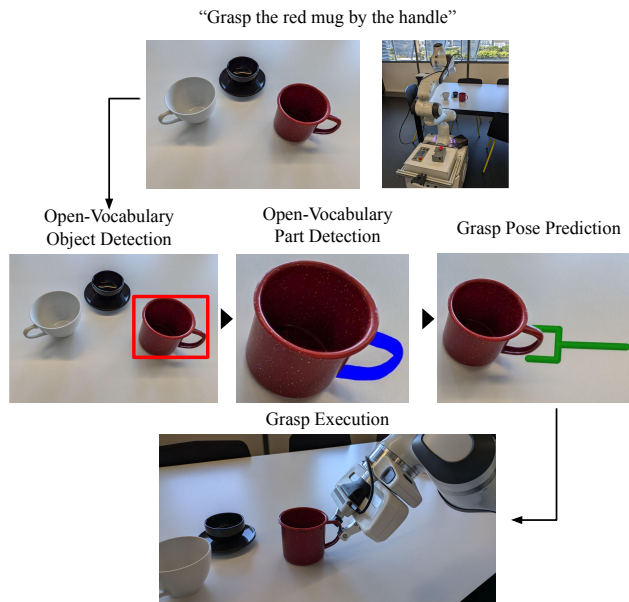 “Grasp the red mug by the handle”
Open-Vocabulary
Object Detection
Open-Vocabulary
Part Detection
Grasp Pose Prediction
Grasp Execution